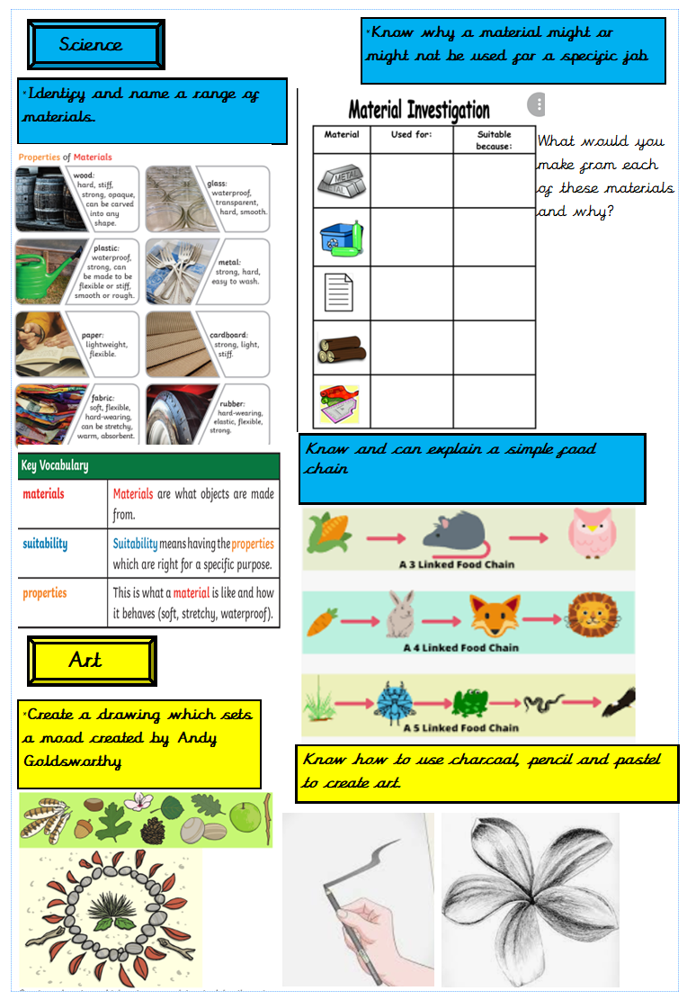 Science
*Identify and name a range of
materials.
Properties of Materials
wood:
hard, stiff,
strong, opaque,
can be carved
into any
shape.
glass:
waterproof,
transparent,
hard, smooth.
plastic:
waterproof,
strong, can
be made to be
flexible or stiff,
smooth or rough.
metal:
strong, hard,
easy to wash.
paper:
lightweight,
flexible.
cardboard:
strong, light,
stiff.
fabric:
soft, flexible,
hard-wearing,
can be stretchy,
warm, absorbent.
rubber:
hard-wearing,
elastic, flexible,
strong.
Key Vocabulary
materials
Materials are what objects are made
from.
suitability
Suitability means having the properties
which are right for a specific purpose.
properties
This is what a material is like and how
it behaves (soft, stretchy, waterproof).
*Know why a material might or
might not be used for a specific job
Material Investigation
Material
Used for:
Suitable
because:
METAL
What would you
make from each
of these materials
and why?
Know and can explain a simple food
chain
A 3 Linked Food Chain
A 4 Linked Food Chain
A 5 Linked Food Chain
Art
*Create a drawing which sets
a mood created by Andy
Goldsworthy
Know how to use charcoal, pencil and pastel
to create art.